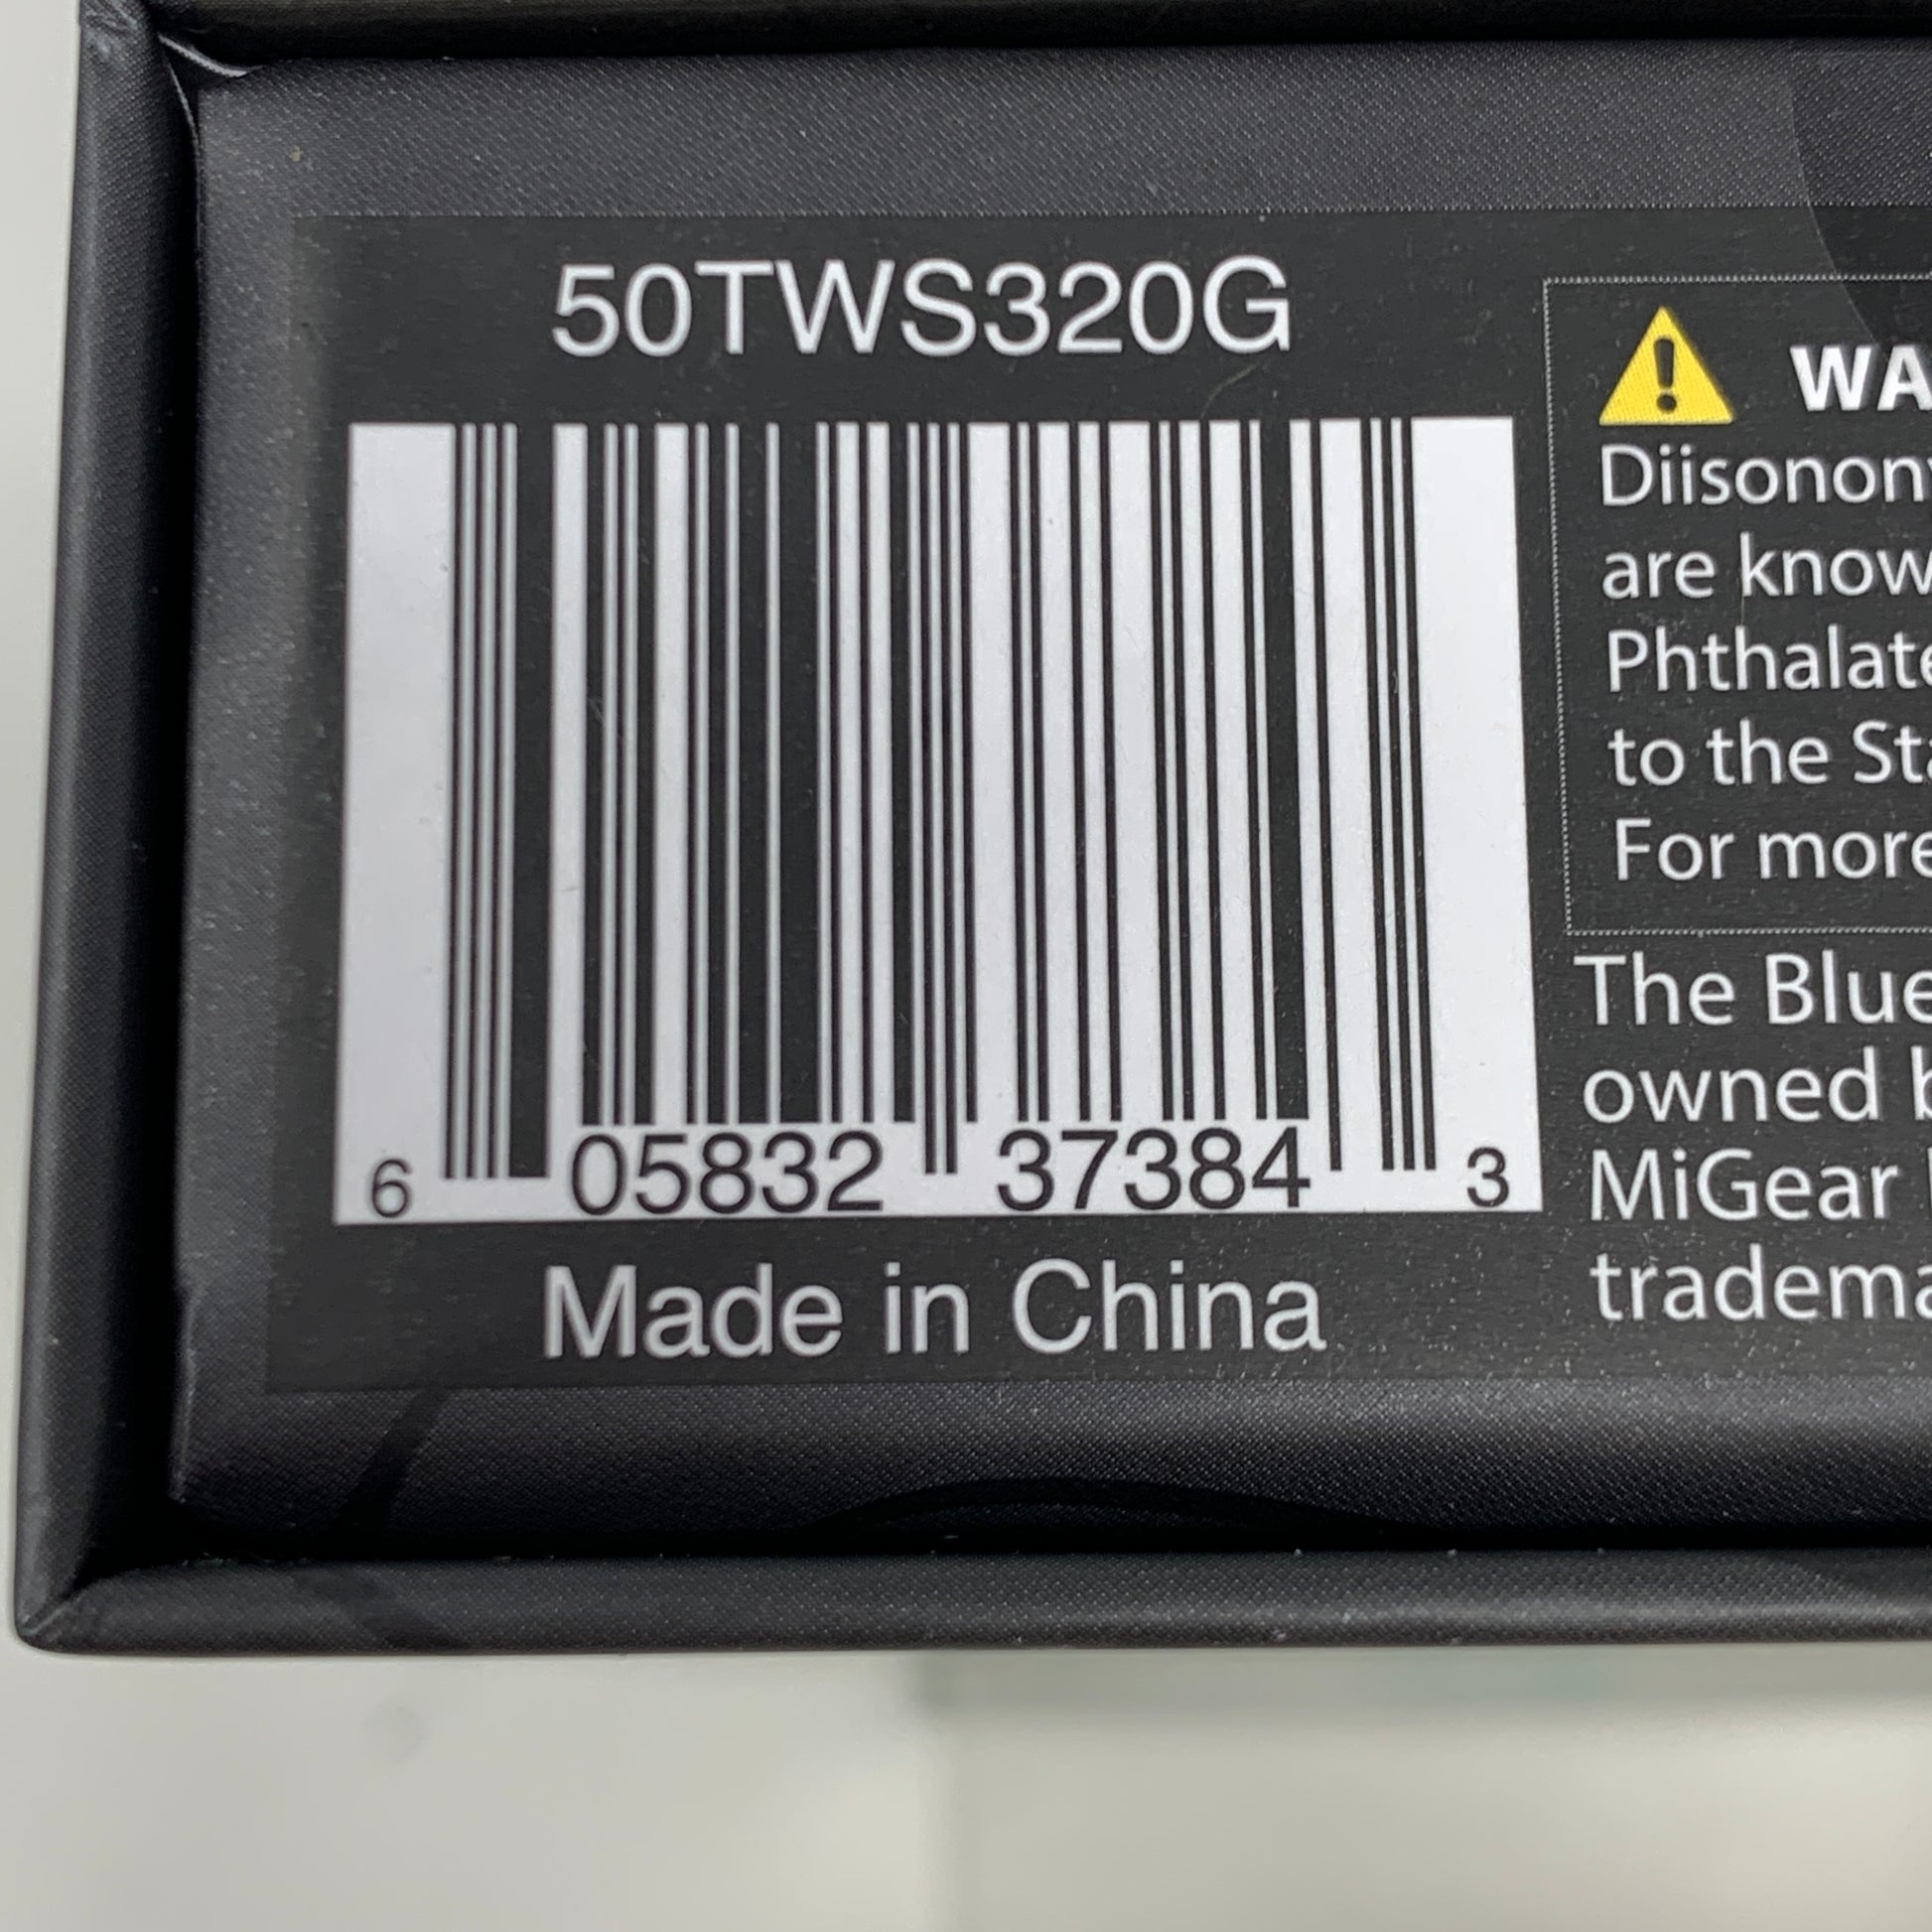 50TWS320G
6 05832 37384 3
Made in China
WA
Diisonon
are know
Phthalate
to the Sta
For more
The Blue
owned b
MiGear
tradema